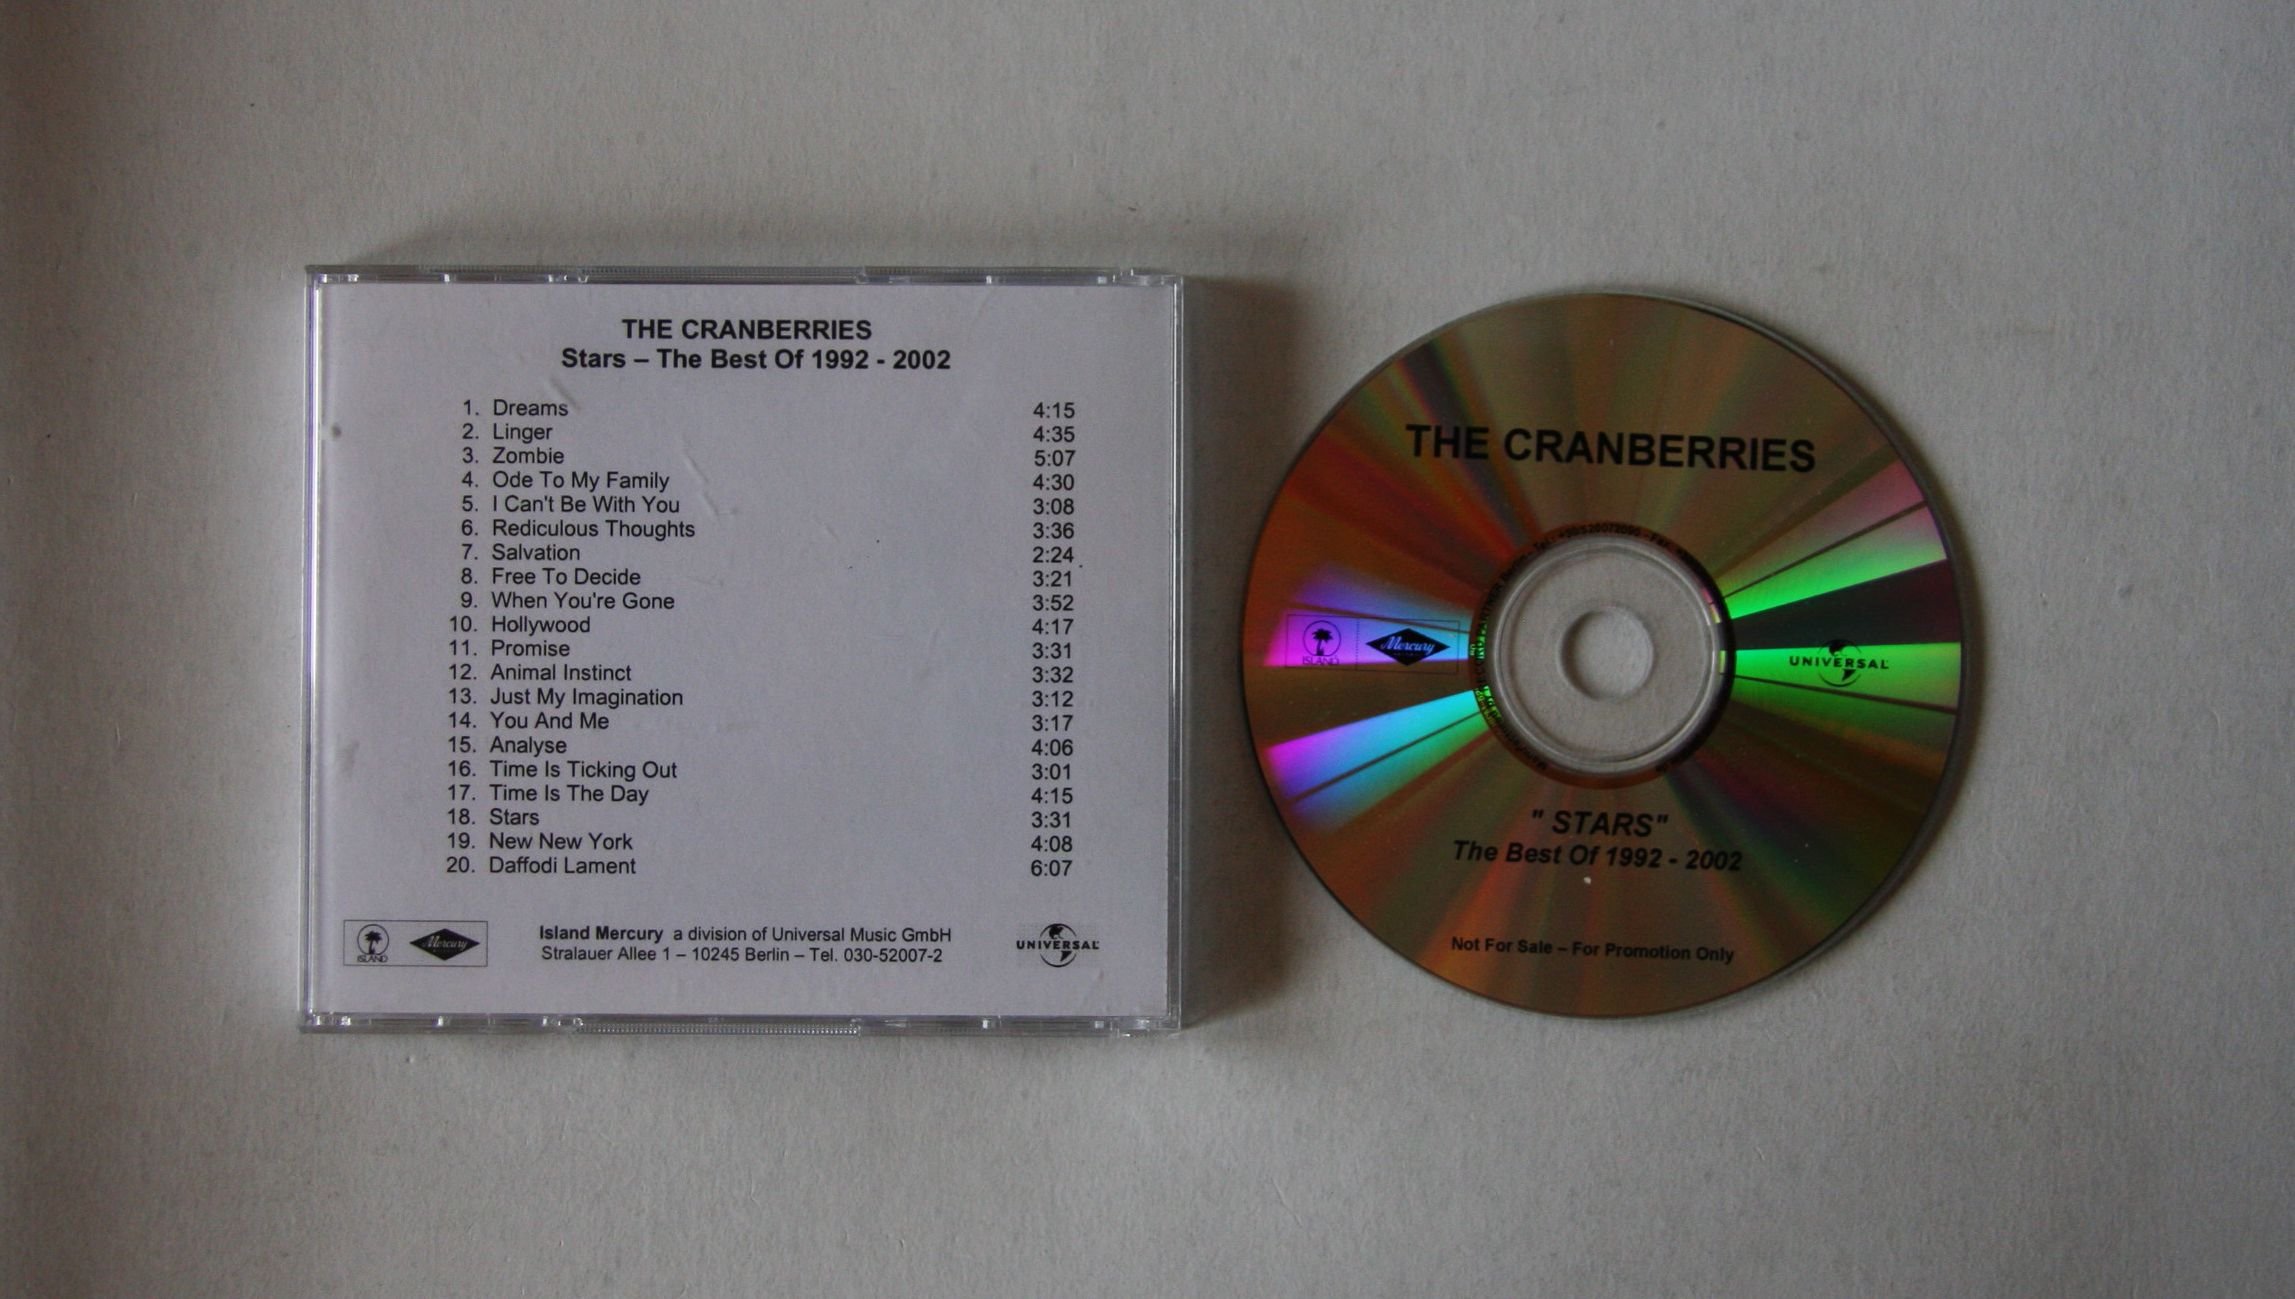 THE CRANBERRIES
Stars – The Best Of 1992 - 2002
1. Dreams 4:15
2. Linger 4:35
3. Zombie 5:07
4. Ode To My Family 4:30
5. I Can't Be With You 3:08
6. Rediculous Thoughts 3:36
7. Salvation 2:24
8. Free To Decide 3:21
9. When You're Gone 3:52
10. Hollywood 4:17
11. Promise 3:31
12. Animal Instinct 3:32
13. Just My Imagination 3:12
14. You And Me 3:17
15. Analyse 4:06
16. Time Is Ticking Out 3:01
17. Time Is The Day 4:15
18. Stars 3:31
19. New New York 4:08
20. Daffodi Lament 6:07
ISLAND
Mercury
Island Mercury a division of Universal Music GmbH
Stralauer Allee 1 – 10245 Berlin – Tel. 030-52007-2
UNIVERSAL
THE CRANBERRIES
ISLAND
Mercury
UNIVERSAL
" STARS"
The Best Of 1992 - 2002
Not For Sale – For Promotion Only